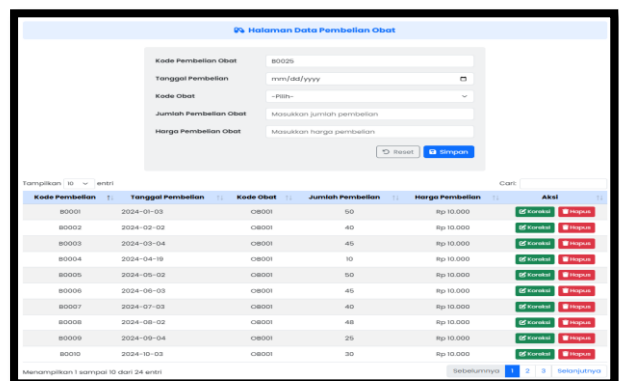 Halaman Data Pembelian Obat
Kode Pembelian Obat B0025
Tanggal Pembelian mm/dd/yyyy
Kode Obat -Pilih-
Jumlah Pembelian Obat Masukkan jumlah pembelian
Harga Pembelian Obat Masukkan harga pembelian
Reset Simpan
Tampilkan 10 entri Cari:
Kode Pembelian Tanggal Pembelian Kode Obat Jumlah Pembelian Harga Pembelian Aksi
B0001 2024-01-03 OB001 50 Rp 10.000 Koreksi Hapus
B0002 2024-02-02 OB001 40 Rp 10.000 Koreksi Hapus
B0003 2024-03-04 OB001 45 Rp 10.000 Koreksi Hapus
B0004 2024-04-19 OB001 10 Rp 10.000 Koreksi Hapus
B0005 2024-05-02 OB001 50 Rp 10.000 Koreksi Hapus
B0006 2024-06-03 OB001 45 Rp 10.000 Koreksi Hapus
B0007 2024-07-03 OB001 40 Rp 10.000 Koreksi Hapus
B0008 2024-08-02 OB001 48 Rp 10.000 Koreksi Hapus
B0009 2024-09-04 OB001 25 Rp 10.000 Koreksi Hapus
B0010 2024-10-03 OB001 30 Rp 10.000 Koreksi Hapus
Menampilkan 1 sampai 10 dari 24 entri Sebelumnya 1 2 3 Selanjutnya